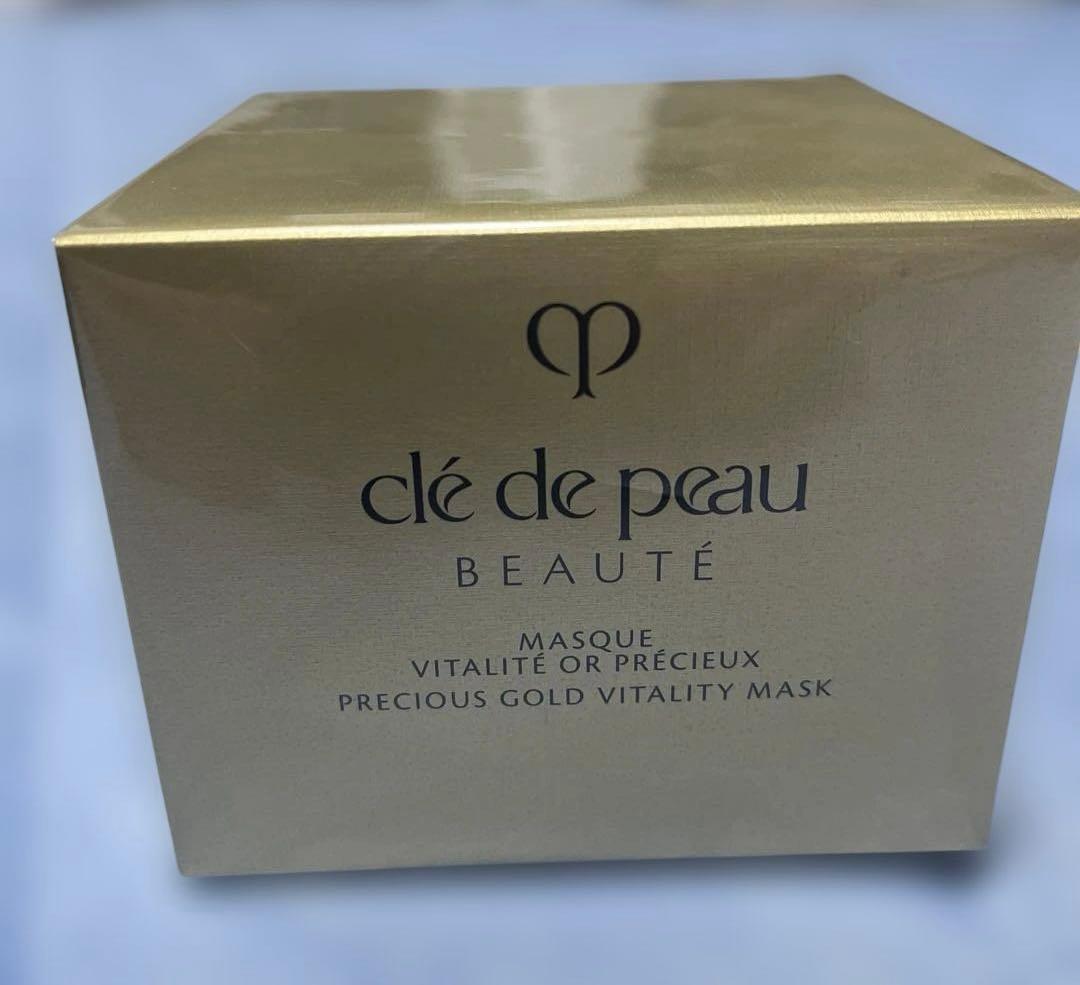 clé de peau
BEAUTÉ
MASQUE
VITALITÉ OR PRÉCIEUX
PRECIOUS GOLD VITALITY MASK